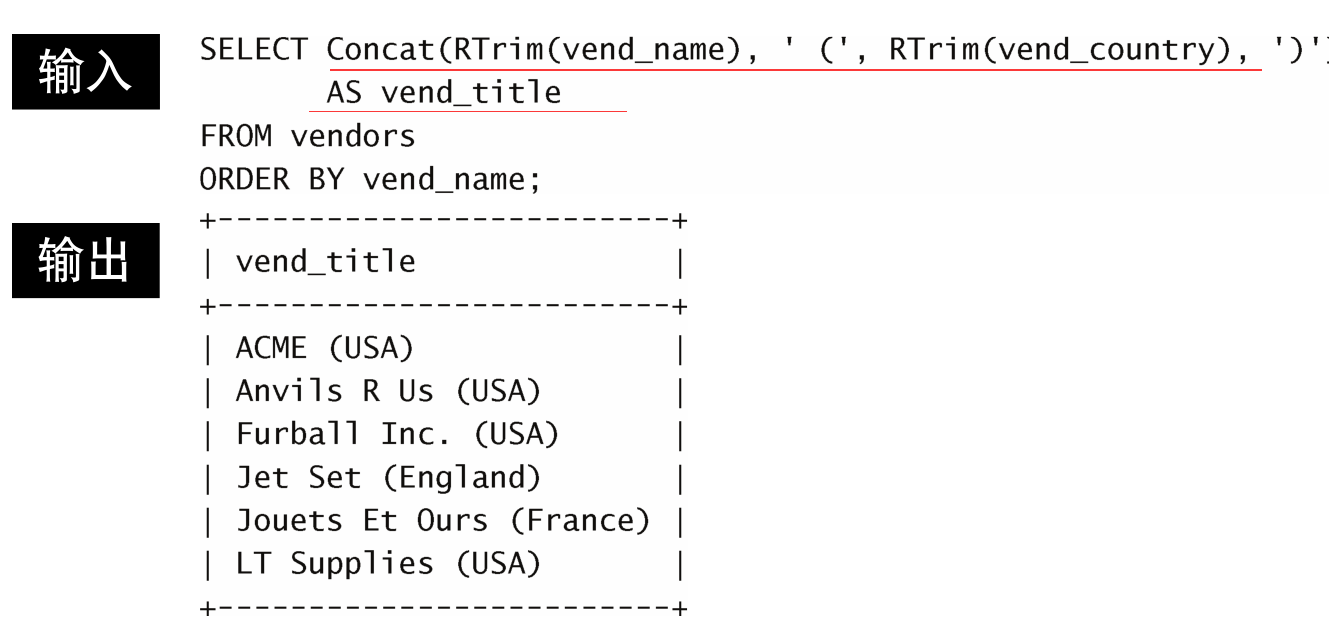 输入
SELECT Concat(RTrim(vend_name), ' (', RTrim(vend_country), ')')
AS vend_title
FROM vendors
ORDER BY vend_name;
输出
+-------------------------+
| vend_title              |
+-------------------------+
| ACME (USA)              |
| Anvils R Us (USA)       |
| Furball Inc. (USA)      |
| Jet Set (England)       |
| Jouets Et Ours (France) |
| LT Supplies (USA)       |
+-------------------------+